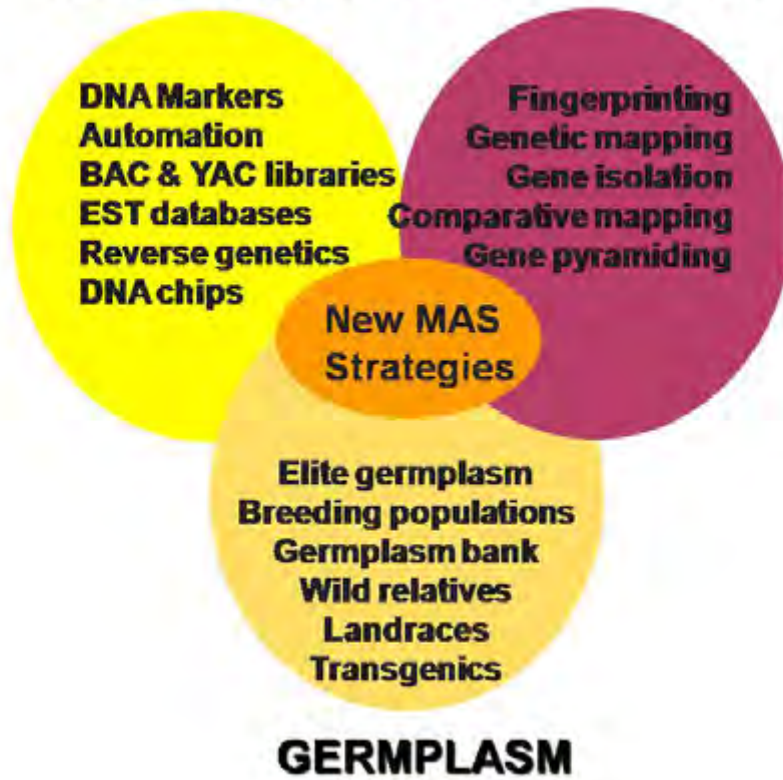 DNA Markers
Automation
BAC & YAC libraries
EST databases
Reverse genetics
DNA chips
Fingerprinting
Genetic mapping
Gene isolation
Comparative mapping
Gene pyramiding
New MAS
Strategies
Elite germplasm
Breeding populations
Germplasm bank
Wild relatives
Landraces
Transgenics
GERMPLASM